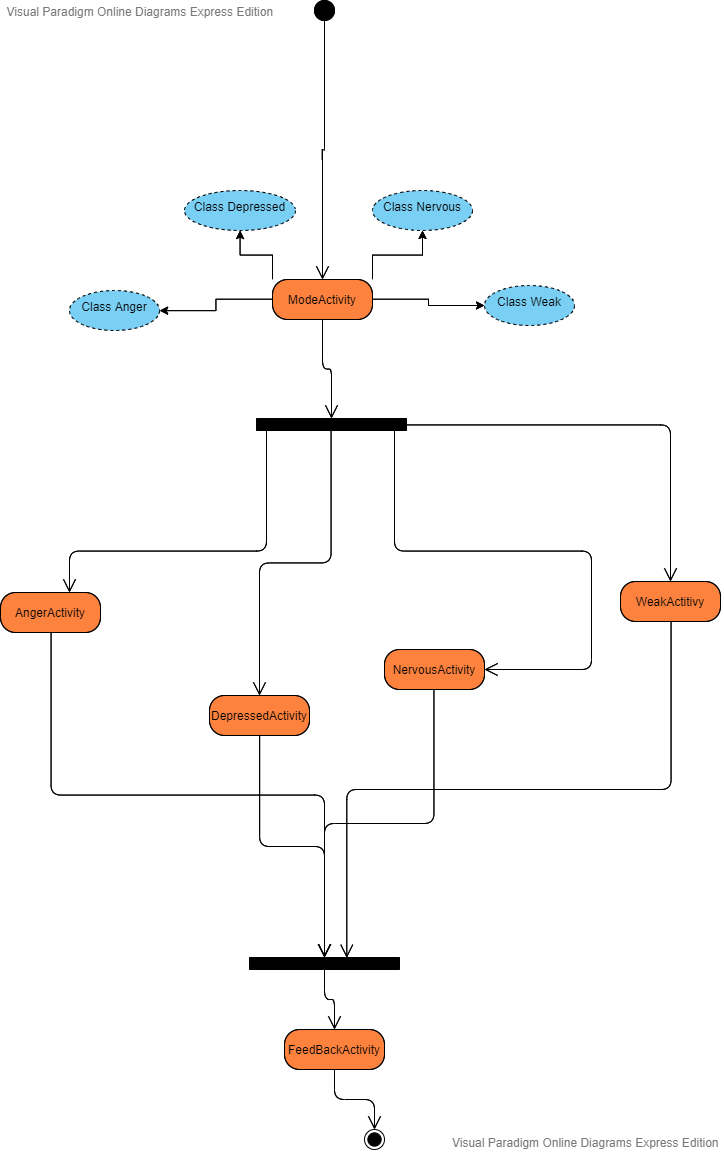 Visual Paradigm Online Diagrams Express Edition
Class Depressed
Class Nervous
Class Anger
ModeActivity
Class Weak
AngerActivity
WeakActitivy
NervousActivity
DepressedActivity
FeedBackActivity
Visual Paradigm Online Diagrams Express Edition